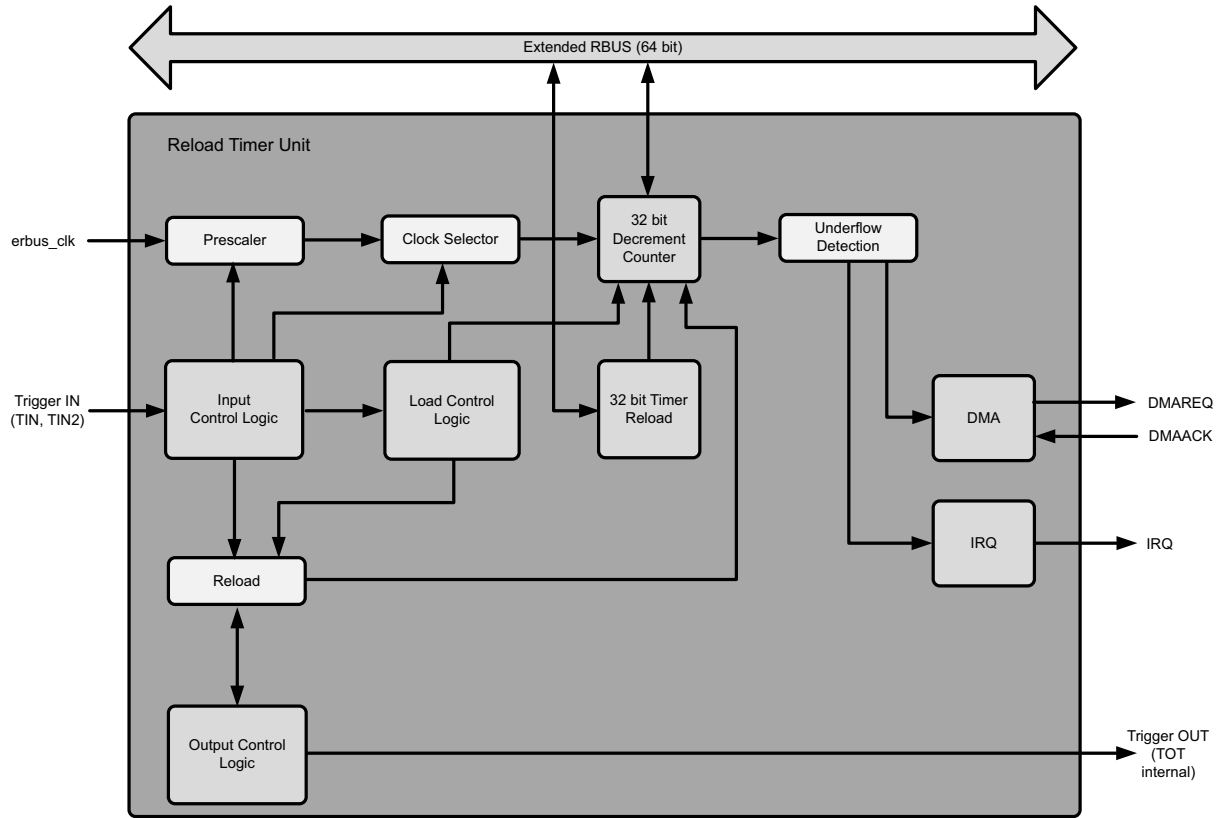 Extended RBUS (64 bit)
Reload Timer Unit
erbus_clk
Prescaler
Clock Selector
32 bit
Decrement
Counter
Underflow
Detection
Trigger IN
(TIN, TIN2)
Input
Control Logic
Load Control
Logic
32 bit Timer
Reload
DMA
DMAREQ
DMAACK
IRQ
IRQ
Reload
Output Control
Logic
Trigger OUT
(TOT
internal)